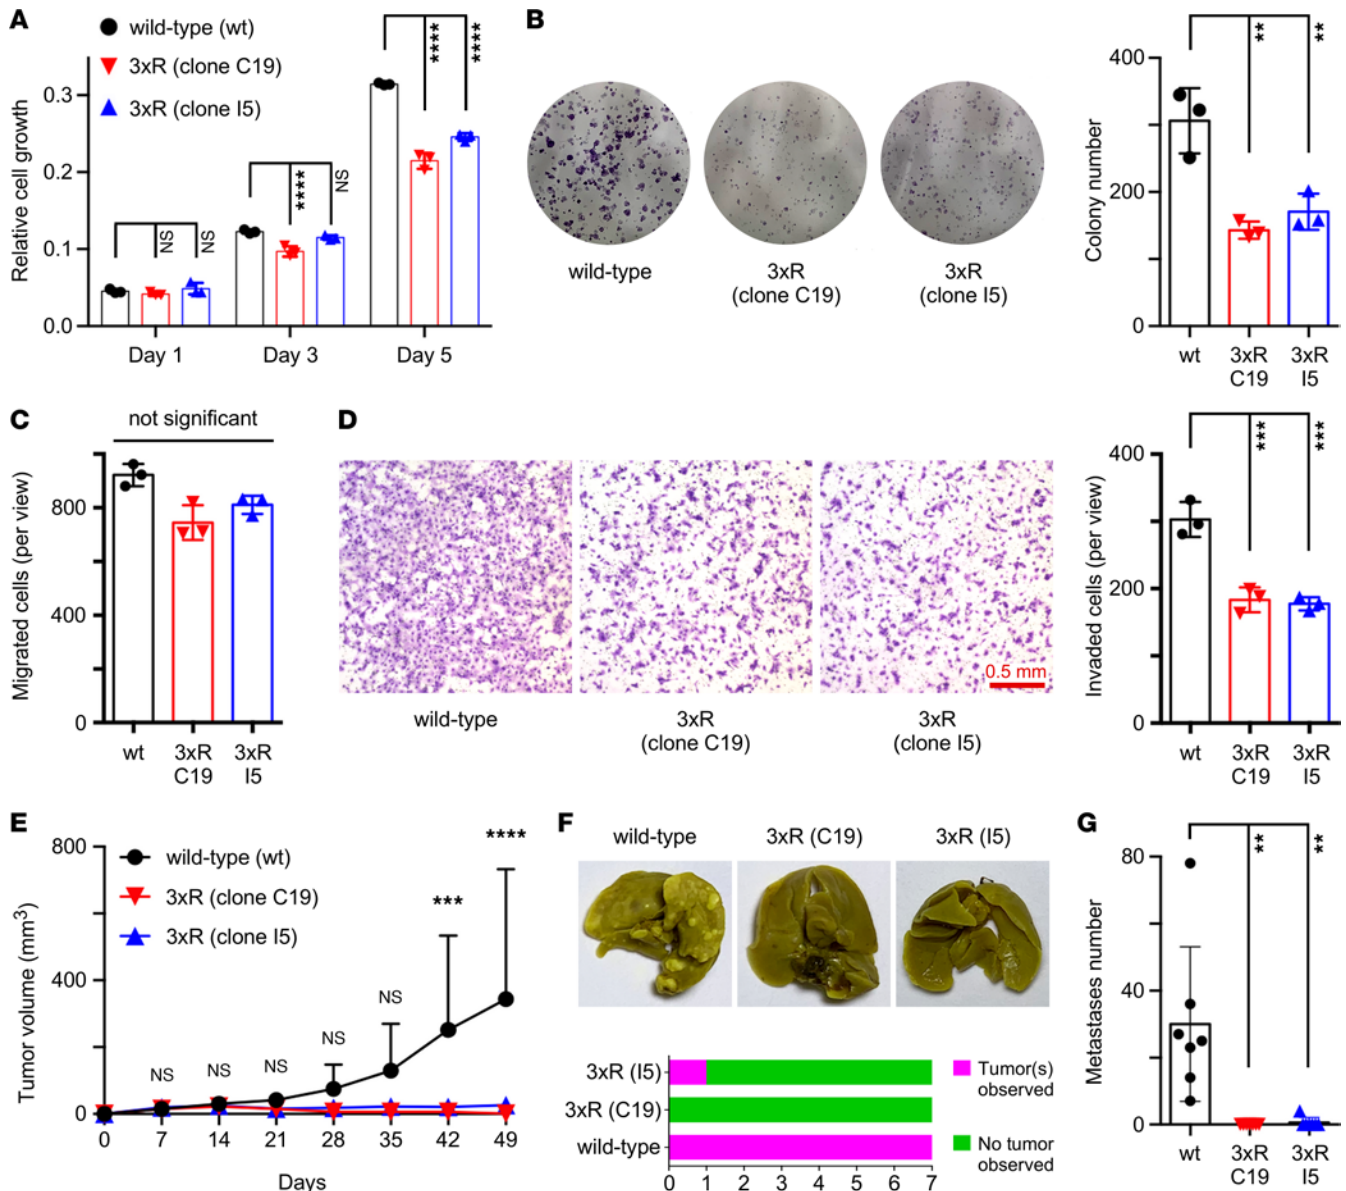 A
wild-type (wt)
3xR (clone C19)
3xR (clone I5)
Relative cell growth
0.3
0.2
0.1
0.0
NS
NS
****
NS
****
****
Day 1
Day 3
Day 5
B
wild-type
3xR
(clone C19)
3xR
(clone I5)
Colony number
400
200
0
**
**
wt
3xR
C19
3xR
I5
C
not significant
Migrated cells (per view)
800
400
0
wt
3xR
C19
3xR
I5
D
0.5 mm
wild-type
3xR
(clone C19)
3xR
(clone I5)
Invaded cells (per view)
400
200
0
***
***
wt
3xR
C19
3xR
I5
E
wild-type (wt)
3xR (clone C19)
3xR (clone I5)
Tumor volume (mm3)
800
400
0
NS
NS
NS
NS
NS
***
****
0 7 14 21 28 35 42 49
Days
F
wild-type
3xR (C19)
3xR (I5)
3xR (I5)
3xR (C19)
wild-type
0 1 2 3 4 5 6 7
Tumor(s)
observed
No tumor
observed
G
Metastases number
80
40
0
**
**
wt
3xR
C19
3xR
I5